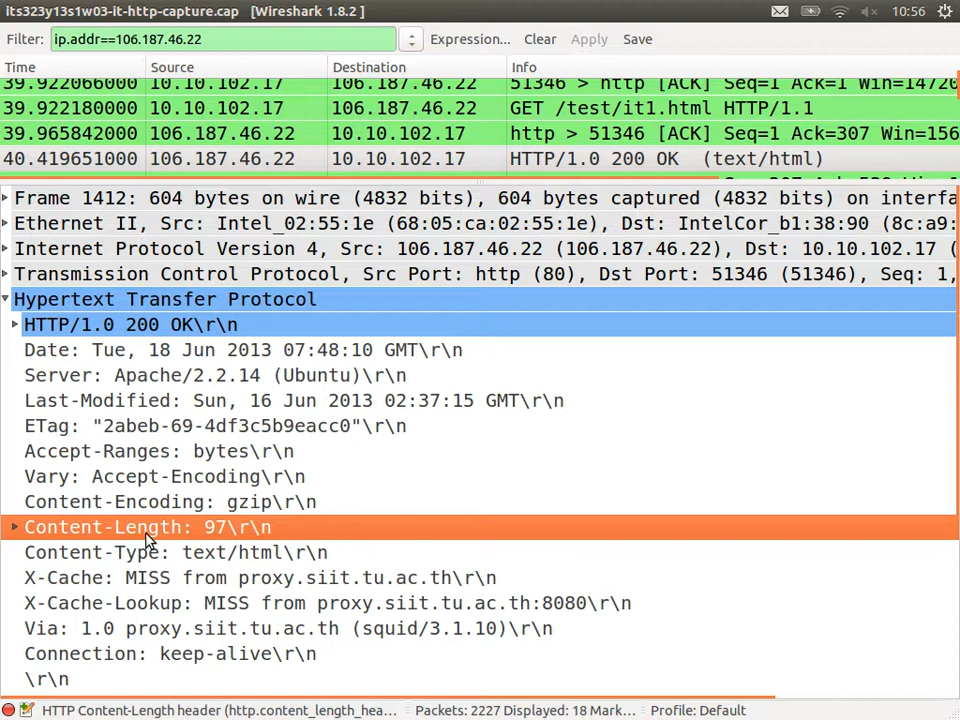 its323y13s1w03-it-http-capture.cap   [Wireshark 1.8.2 ]
10:56
Filter: ip.addr==106.187.46.22 Expression... Clear Apply Save
Time Source Destination Info
39.922066000 10.10.102.17 106.187.46.22 51346 > http [ACK] Seq=1 Ack=1 Win=14720
39.922180000 10.10.102.17 106.187.46.22 GET /test/it1.html HTTP/1.1
39.965842000 106.187.46.22 10.10.102.17 http > 51346 [ACK] Seq=1 Ack=307 Win=156
40.419651000 106.187.46.22 10.10.102.17 HTTP/1.0 200 OK  (text/html)
Frame 1412: 604 bytes on wire (4832 bits), 604 bytes captured (4832 bits) on interfa
Ethernet II, Src: Intel_02:55:1e (68:05:ca:02:55:1e), Dst: IntelCor_b1:38:90 (8c:a9:
Internet Protocol Version 4, Src: 106.187.46.22 (106.187.46.22), Dst: 10.10.102.17 (
Transmission Control Protocol, Src Port: http (80), Dst Port: 51346 (51346), Seq: 1,
Hypertext Transfer Protocol
HTTP/1.0 200 OK\r\n
Date: Tue, 18 Jun 2013 07:48:10 GMT\r\n
Server: Apache/2.2.14 (Ubuntu)\r\n
Last-Modified: Sun, 16 Jun 2013 02:37:15 GMT\r\n
ETag: "2abeb-69-4df3c5b9eacc0"\r\n
Accept-Ranges: bytes\r\n
Vary: Accept-Encoding\r\n
Content-Encoding: gzip\r\n
Content-Length: 97\r\n
Content-Type: text/html\r\n
X-Cache: MISS from proxy.siit.tu.ac.th\r\n
X-Cache-Lookup: MISS from proxy.siit.tu.ac.th:8080\r\n
Via: 1.0 proxy.siit.tu.ac.th (squid/3.1.10)\r\n
Connection: keep-alive\r\n
\r\n
HTTP Content-Length header (http.content_length_hea... Packets: 2227 Displayed: 18 Mark... Profile: Default